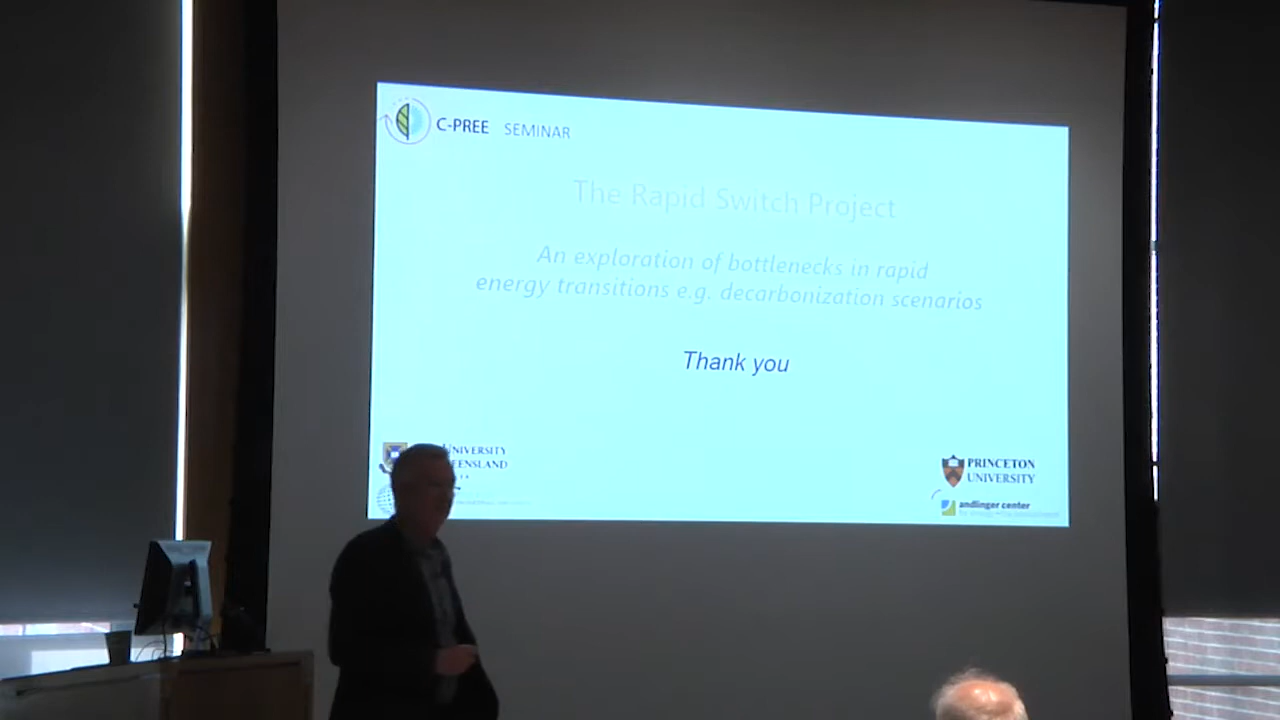 C-PREE SEMINAR
The Rapid Switch Project
An exploration of bottlenecks in rapid
energy transitions e.g. decarbonization scenarios
Thank you
UNIVERSITY
PRINCETON
UNIVERSITY
andlinger center